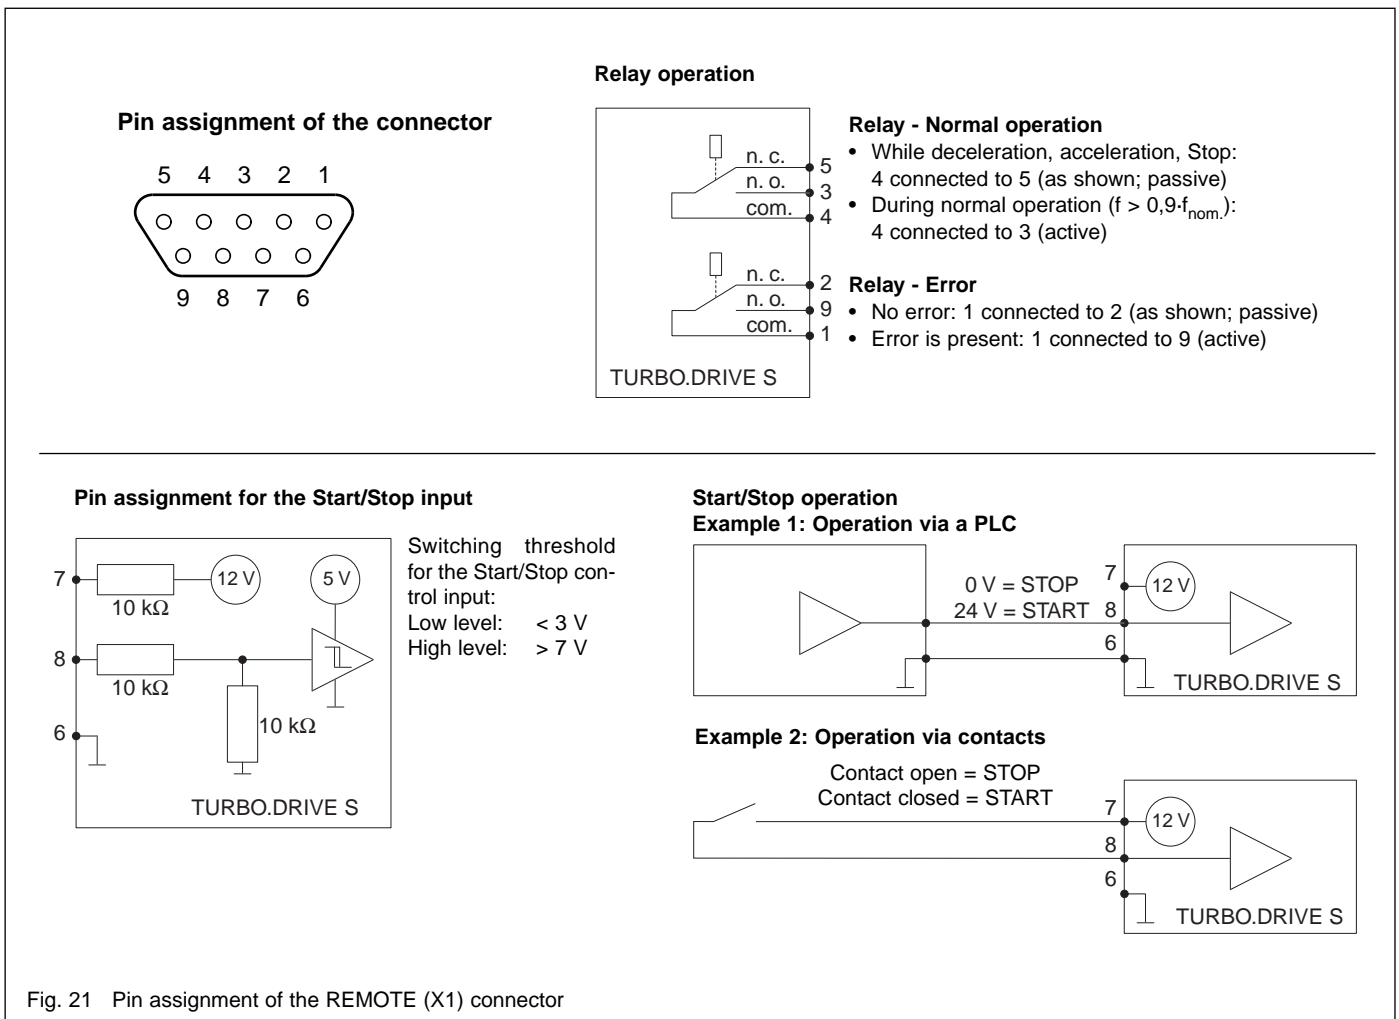 Relay operation
Pin assignment of the connector
5 4 3 2 1
9 8 7 6
n. c. 5
n. o. 3
com. 4
n. c. 2
n. o. 9
com. 1
TURBO.DRIVE S
Relay - Normal operation
• While deceleration, acceleration, Stop:
4 connected to 5 (as shown; passive)
• During normal operation (f > 0,9·fnom.):
4 connected to 3 (active)
Relay - Error
• No error: 1 connected to 2 (as shown; passive)
• Error is present: 1 connected to 9 (active)
Pin assignment for the Start/Stop input
7
12 V
5 V
10 kΩ
8
10 kΩ
10 kΩ
6
TURBO.DRIVE S
Switching threshold
for the Start/Stop con-
trol input:
Low level: < 3 V
High level: > 7 V
Start/Stop operation
Example 1: Operation via a PLC
0 V = STOP
24 V = START
7
12 V
8
6
TURBO.DRIVE S
Example 2: Operation via contacts
Contact open = STOP
Contact closed = START
7
12 V
8
6
TURBO.DRIVE S
Fig. 21 Pin assignment of the REMOTE (X1) connector